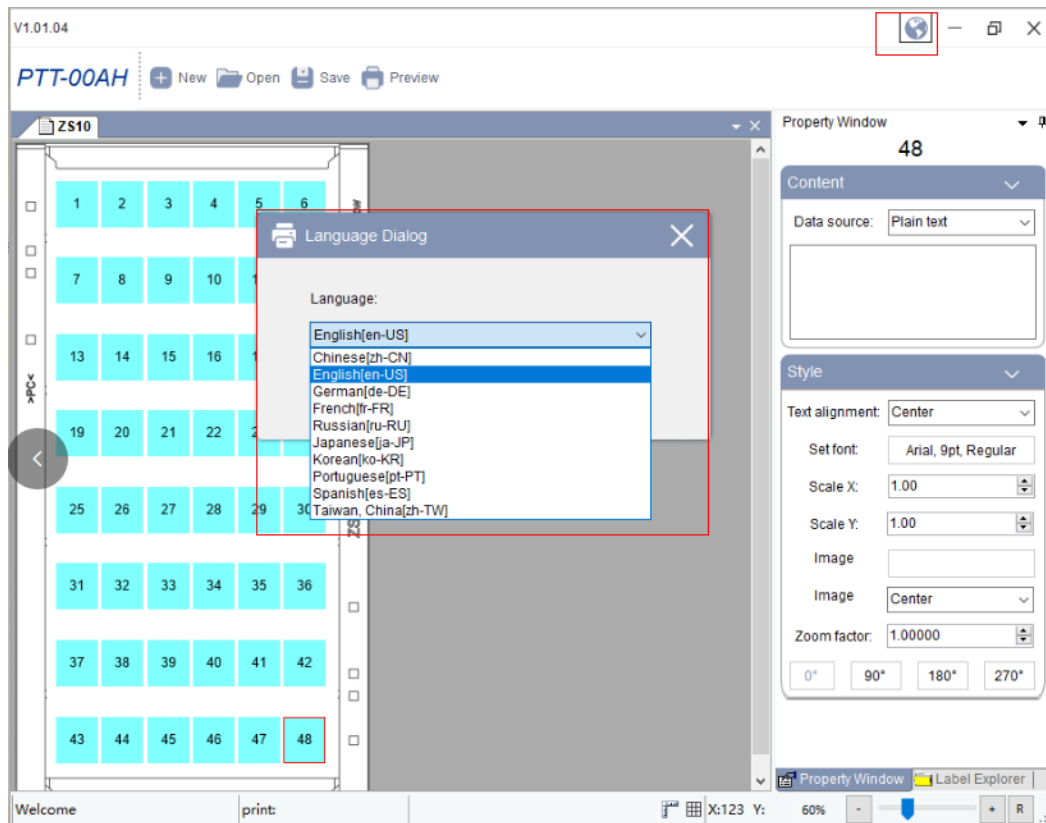 V1.01.04
PTT-00AH New Open Save Preview
ZS10
Property Window
48
Content
Data source: Plain text
Style
Text alignment: Center
Set font: Arial, 9pt, Regular
Scale X: 1.00
Scale Y: 1.00
Image
Image Center
Zoom factor: 1.00000
0° 90° 180° 270°
Property Window Label Explorer
1 2 3 4 5 6
7 8 9 10
13 14 15 16
19 20 21 22
25 26 27 28 29 30
31 32 33 34 35 36
37 38 39 40 41 42
43 44 45 46 47 48
>PC<
Language Dialog
Language:
English[en-US]
Chinese[zh-CN]
English[en-US]
German[de-DE]
French[fr-FR]
Russian[ru-RU]
Japanese[ja-JP]
Korean[ko-KR]
Portuguese[pt-PT]
Spanish[es-ES]
Taiwan, China[zh-TW]
Welcome print: X:123 Y: 60% - + R